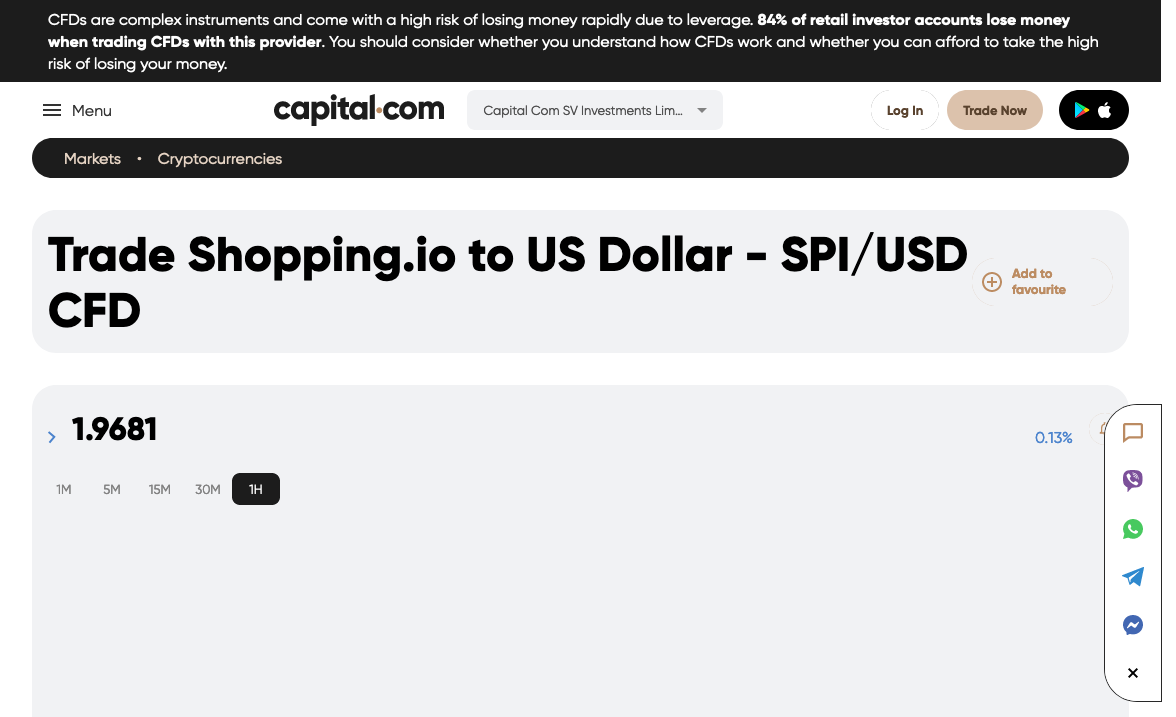 CFDs are complex instruments and come with a high risk of losing money rapidly due to leverage. 84% of retail investor accounts lose money
when trading CFDs with this provider. You should consider whether you understand how CFDs work and whether you can afford to take the high
risk of losing your money.
Menu
capital.com
Capital Com SV Investments Lim...
Log In
Trade Now
Markets • Cryptocurrencies
Trade Shopping.io to US Dollar - SPI/USD
CFD
Add to
favourite
1.9681
0.13%
1M 5M 15M 30M 1H